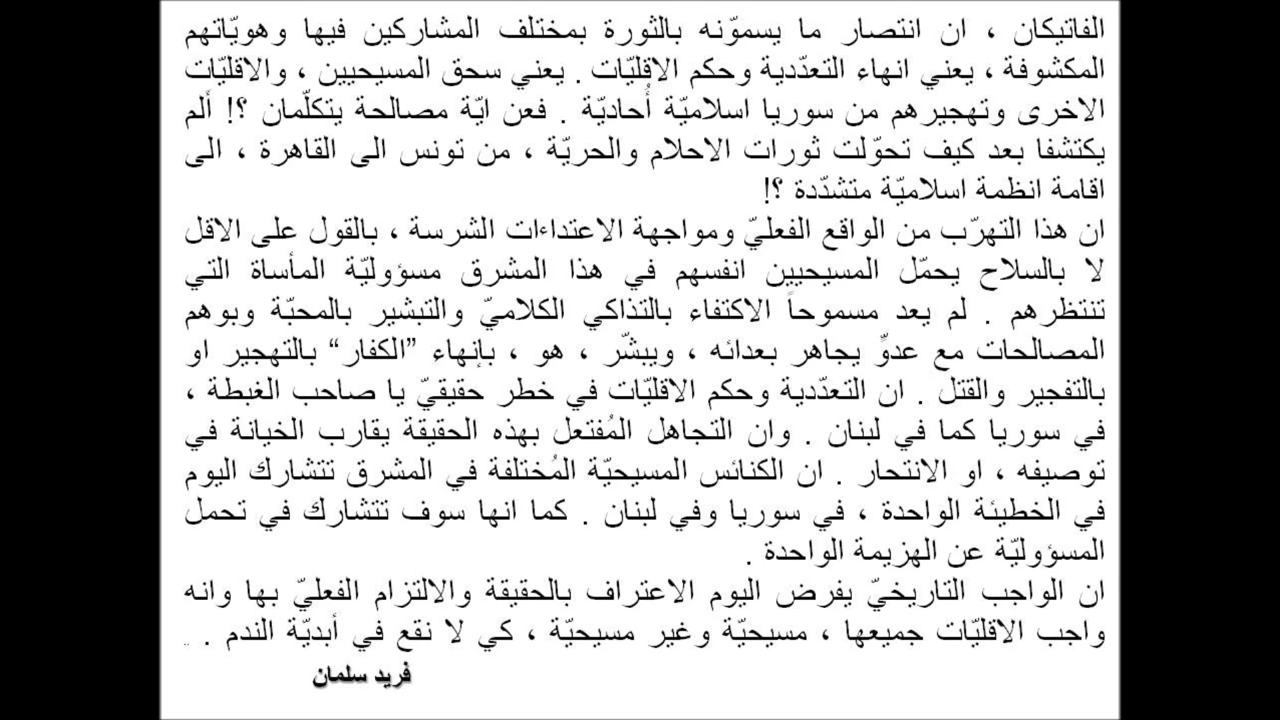 الفاتيكان ، ان انتصار ما يسموّنه بالثورة بمختلف المشاركين فيها وهويّاتهم
المكشوفة ، يعني انهاء التعدّدية وحكم الاقليّات . يعني سحق المسيحيين ، والاقليّات
الاخرى وتهجيرهم من سوريا اسلاميّة أُحاديّة . فعن ايّة مصالحة يتكلّمان ؟! ألم
يكتشفا بعد كيف تحوّلت ثورات الاحلام والحريّة ، من تونس الى القاهرة ، الى
اقامة انظمة اسلاميّة متشدّدة ؟!
ان هذا التهرّب من الواقع الفعليّ ومواجهة الاعتداءات الشرسة ، بالقول على الاقل
لا بالسلاح يحمّل المسيحيين انفسهم في هذا المشرق مسؤوليّة المأساة التي
تنتظرهم . لم يعد مسموحاً الاكتفاء بالتذاكي الكلاميّ والتبشير بالمحبّة وبوهم
المصالحات مع عدوٍّ يجاهر بعدائه ، ويبشّر ، هو ، بإنهاء ”الكفار“ بالتهجير او
بالتفجير والقتل . ان التعدّدية وحكم الاقليّات في خطر حقيقيّ يا صاحب الغبطة ،
في سوريا كما في لبنان . وان التجاهل المُفتعل بهذه الحقيقة يقارب الخيانة في
توصيفه ، او الانتحار . ان الكنائس المسيحيّة المُختلفة في المشرق تتشارك اليوم
في الخطيئة الواحدة ، في سوريا وفي لبنان . كما انها سوف تتشارك في تحمل
المسؤوليّة عن الهزيمة الواحدة .
ان الواجب التاريخيّ يفرض اليوم الاعتراف بالحقيقة والالتزام الفعليّ بها وانه
واجب الاقليّات جميعها ، مسيحيّة وغير مسيحيّة ، كي لا نقع في أبديّة الندم . ..
فريد سلمان